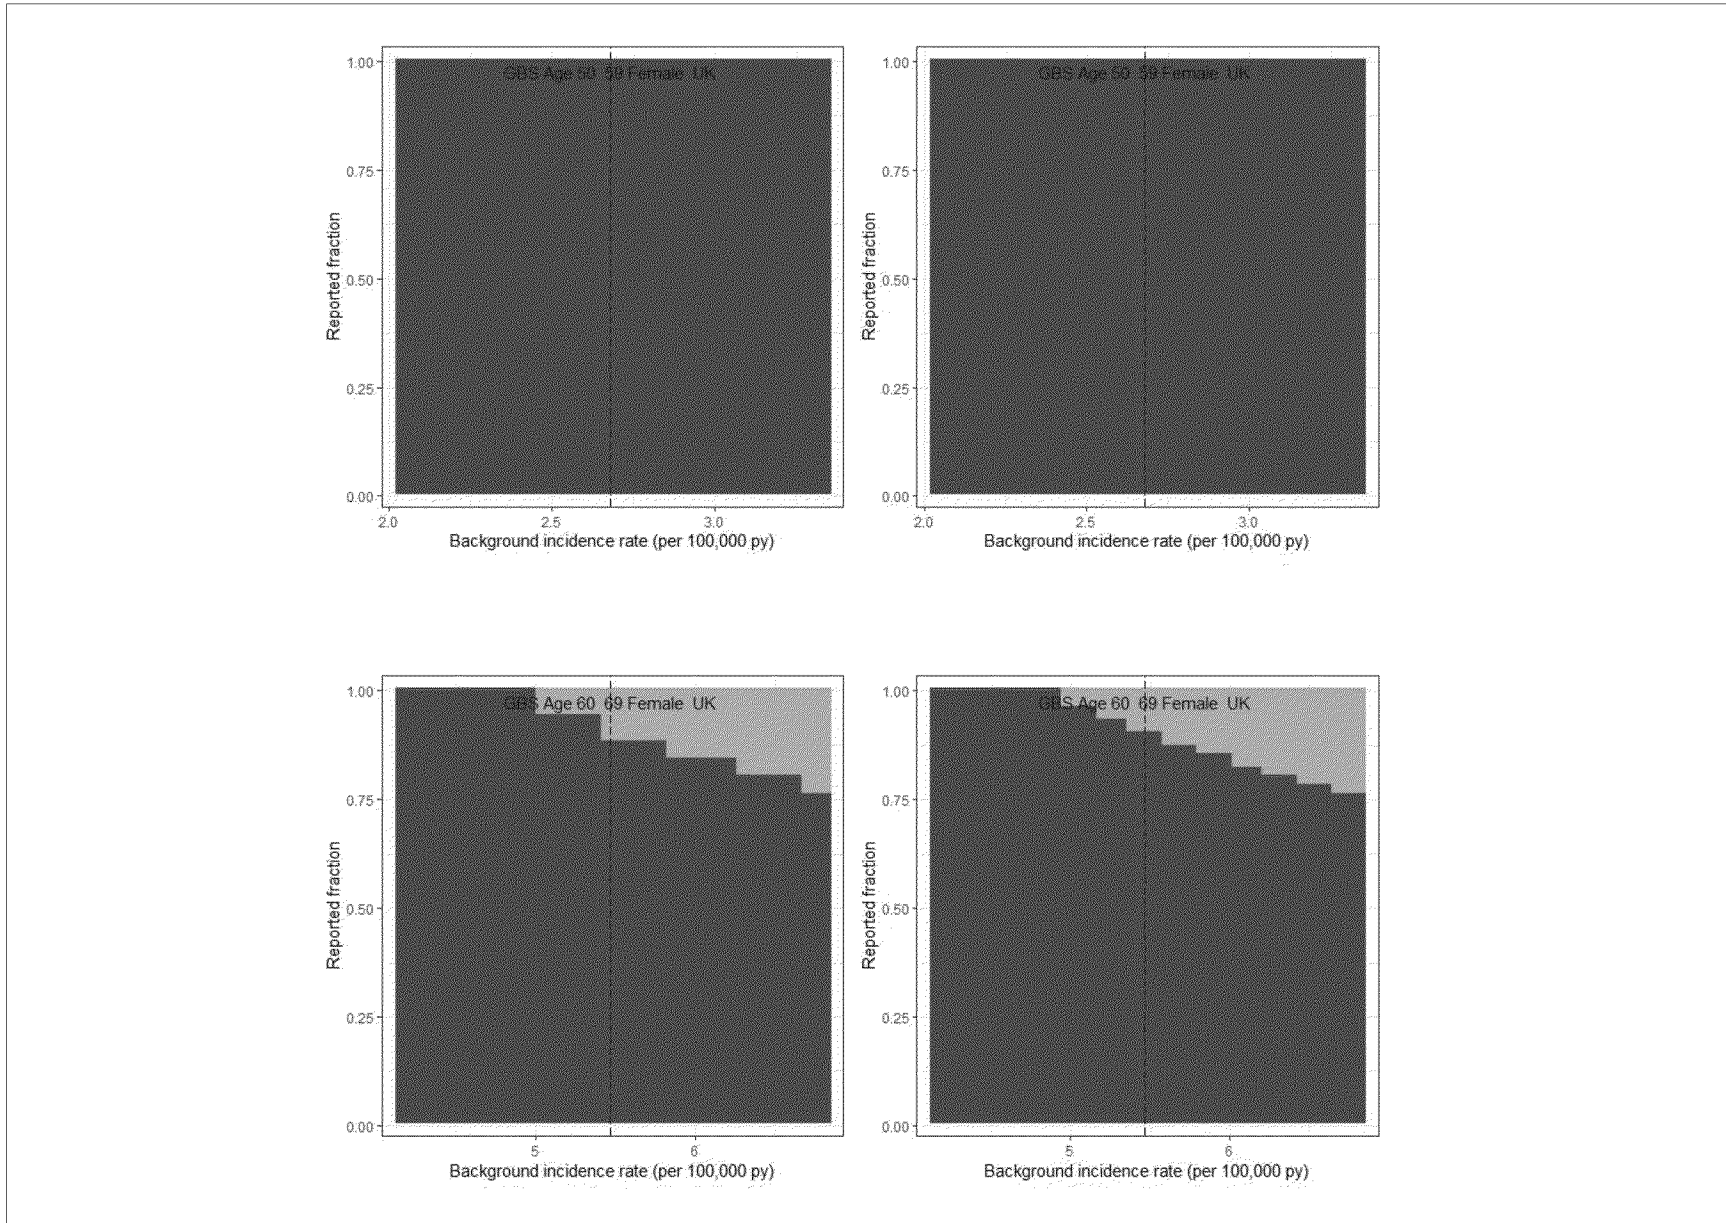 GBS Age 50 59 Female UK
1.00
0.75
0.50
0.25
0.00
Reported fraction
2.0
2.5
3.0
Background incidence rate (per 100,000 py)
GBS Age 50 59 Female UK
1.00
0.75
0.50
0.25
0.00
Reported fraction
2.0
2.5
3.0
Background incidence rate (per 100,000 py)
GBS Age 60 69 Female UK
1.00
0.75
0.50
0.25
0.00
Reported fraction
5
6
Background incidence rate (per 100,000 py)
GBS Age 60 69 Female UK
1.00
0.75
0.50
0.25
0.00
Reported fraction
5
6
Background incidence rate (per 100,000 py)